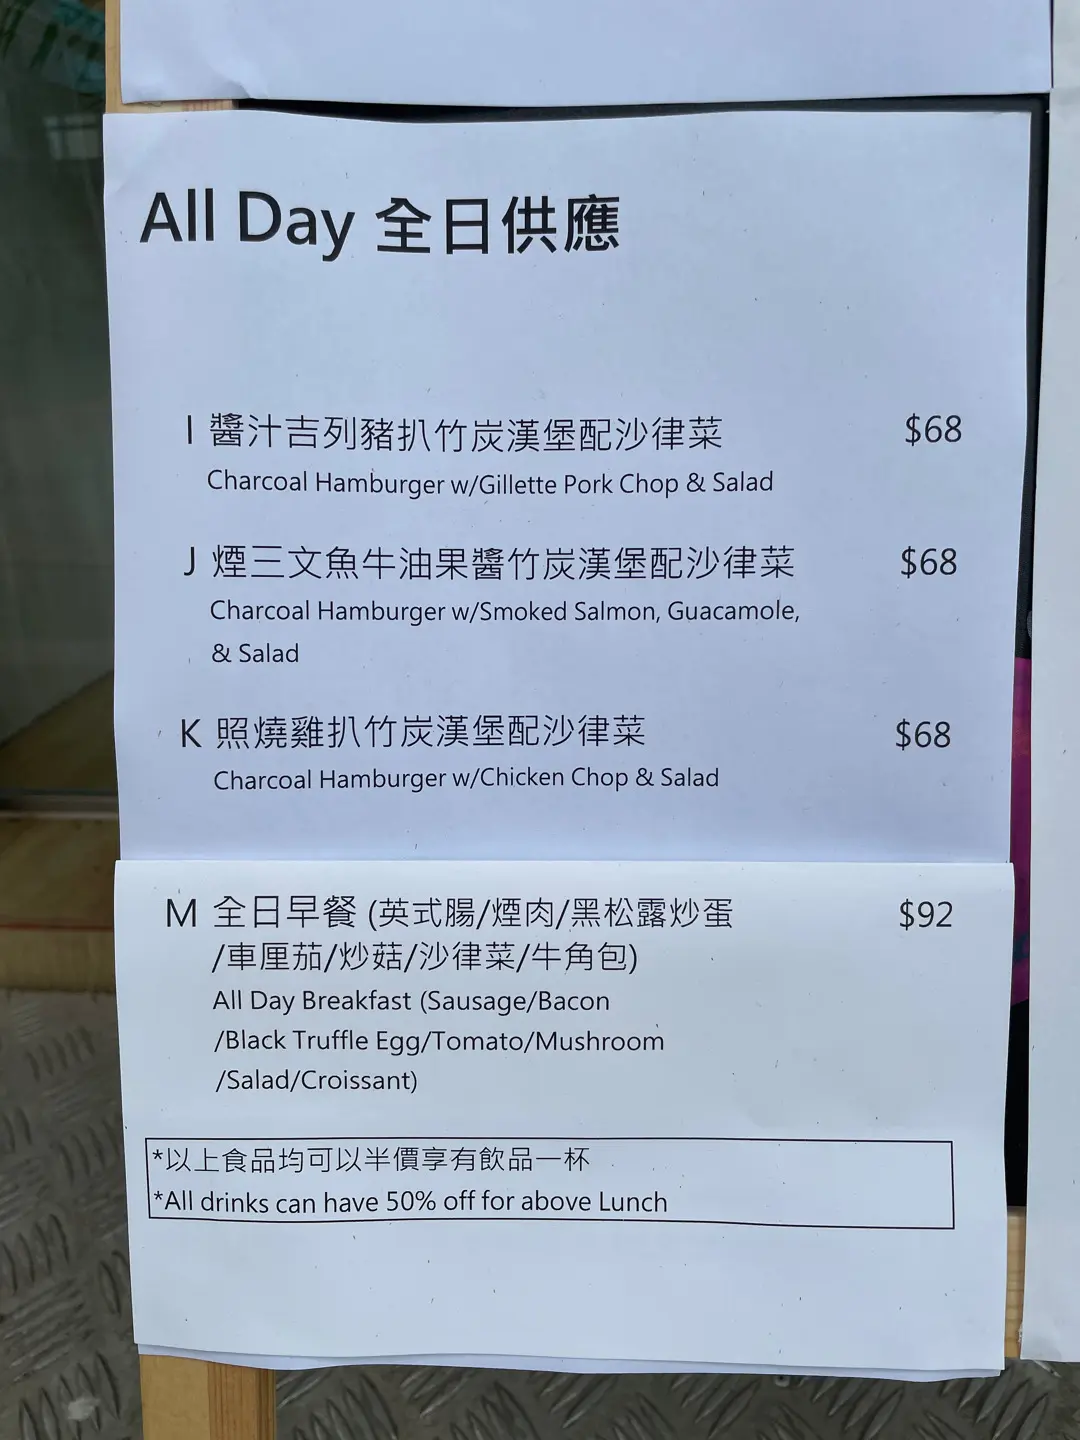 All Day 全日供應
I 醬汁吉列豬扒竹炭漢堡配沙律菜 $68
Charcoal Hamburger w/Gillette Pork Chop & Salad
J 煙三文魚牛油果醬竹炭漢堡配沙律菜 $68
Charcoal Hamburger w/Smoked Salmon, Guacamole,
& Salad
K 照燒雞扒竹炭漢堡配沙律菜 $68
Charcoal Hamburger w/Chicken Chop & Salad
M 全日早餐 (英式腸/煙肉/黑松露炒蛋 $92
/車厘茄/炒菇/沙律菜/牛角包)
All Day Breakfast (Sausage/Bacon
/Black Truffle Egg/Tomato/Mushroom
/Salad/Croissant)
*以上食品均可以半價享有飲品一杯
*All drinks can have 50% off for above Lunch